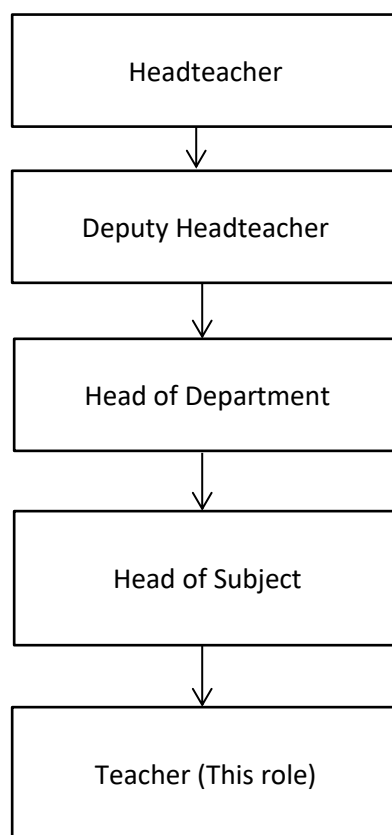 Headteacher
Deputy Headteacher
Head of Department
Head of Subject
Teacher (This role)